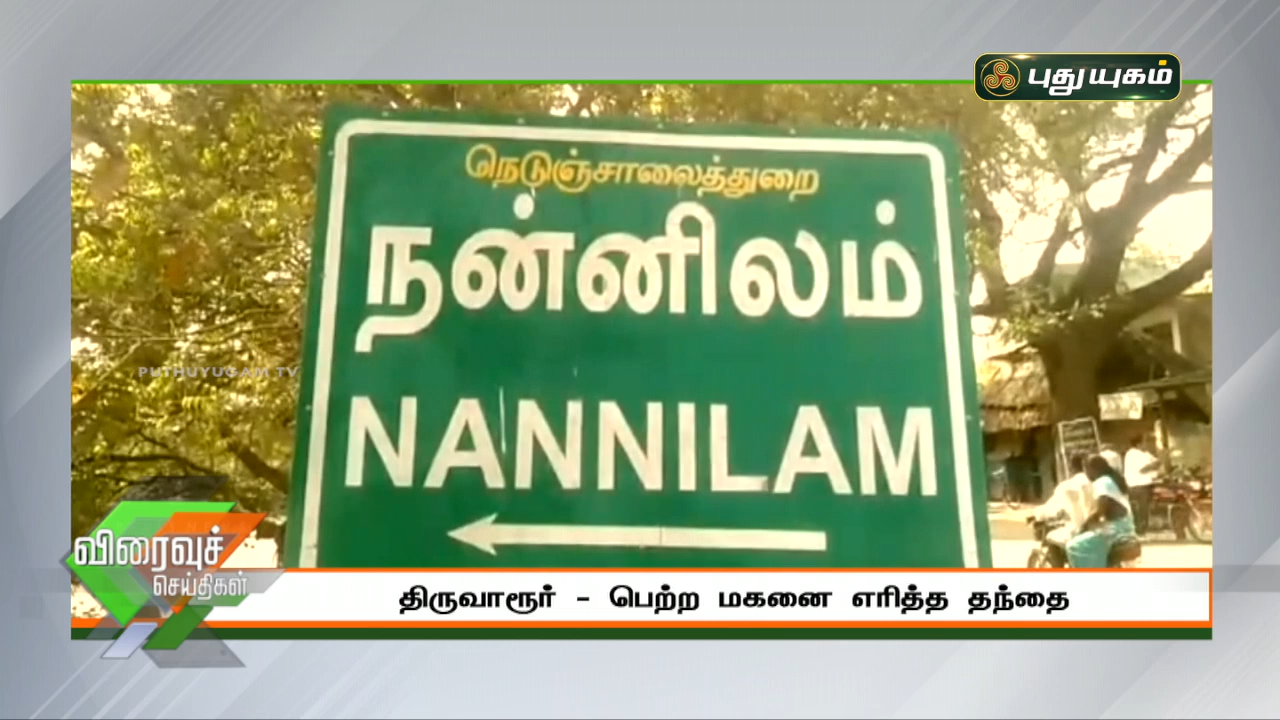 புதுயுகம்
நெடுஞ்சாலைத்துறை
நன்னிலம்
PUTHUYUGAM TV
NANNILAM
விரைவுச்
செய்திகள்
திருவாரூர் - பெற்ற மகனை எரித்த தந்தை